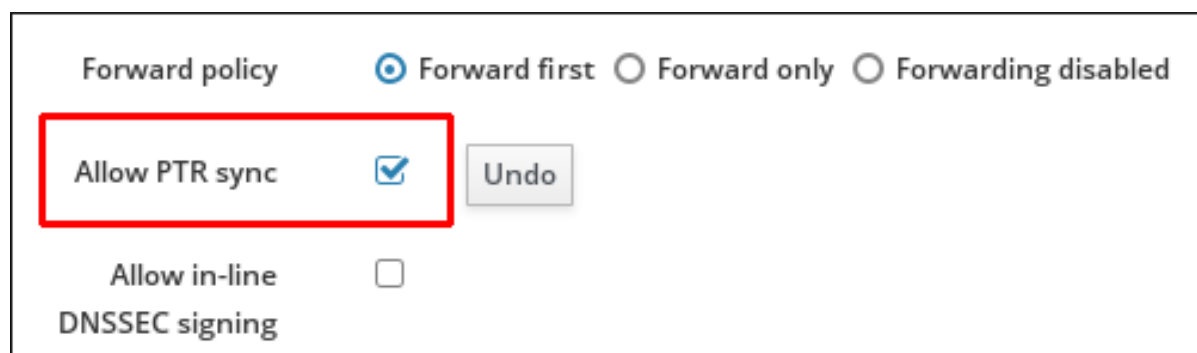 Forward policy Forward first Forward only Forwarding disabled
Allow PTR sync Undo
Allow in-line
DNSSEC signing